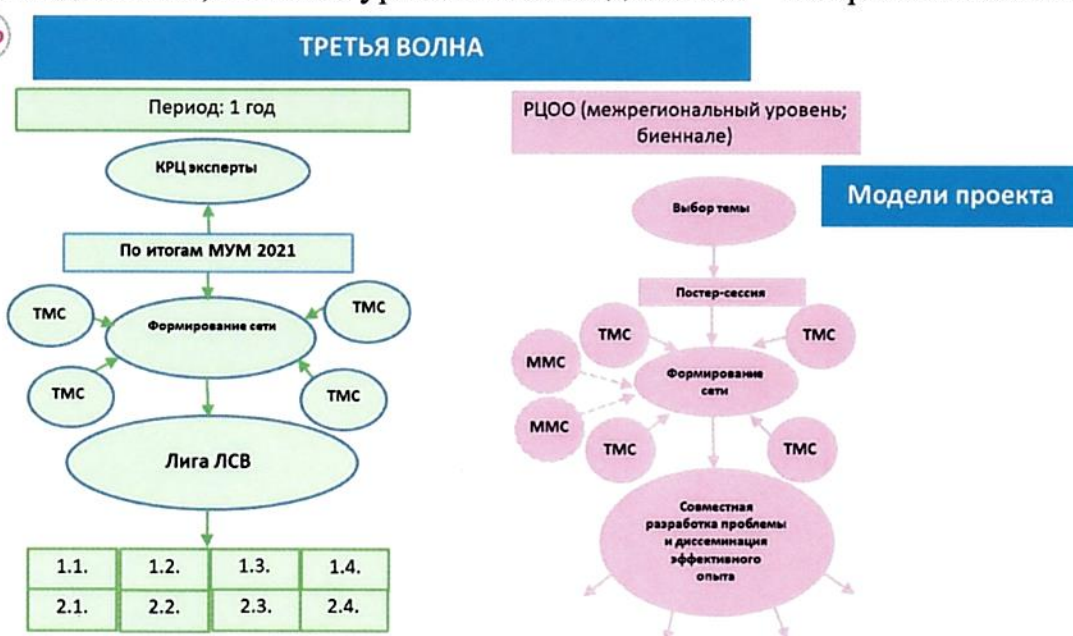 ТРЕТЬЯ ВОЛНА
Период: 1 год
КРЦ эксперты
По итогам МУМ 2021
ТМС
ТМС
Формирование сети
ТМС
ТМС
Лига ЛСВ
1.1. 1.2. 1.3. 1.4.
2.1. 2.2. 2.3. 2.4.
РЦОО (межрегиональный уровень;
биеннале)
Модели проекта
Выбор темы
Постер-сессия
ТМС
ТМС
ММС
Формирование
сети
ММС
ТМС
ТМС
Совместная
разработка проблемы
и диссеминация
эффективного
опыта